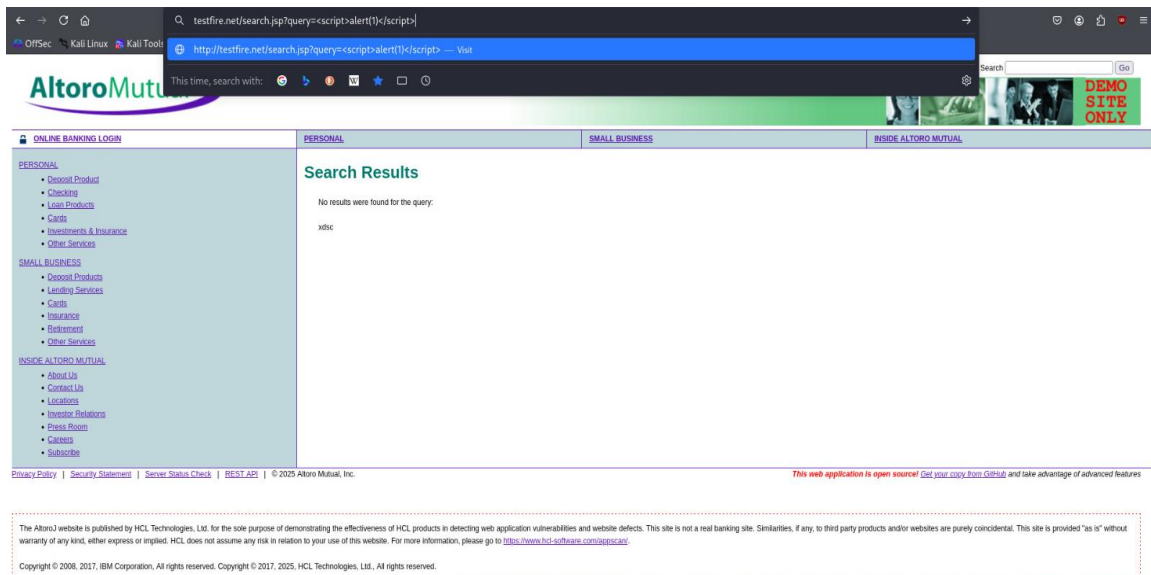 testfire.net/search.jsp?query=<script>alert(1)</script>
OffSec Kali Linux Kali Tools
http://testfire.net/search.jsp?query=<script>alert(1)</script> — Visit
This time, search with:
Search Go
AltoroMutual
DEMO
SITE
ONLY
ONLINE BANKING LOGIN PERSONAL SMALL BUSINESS INSIDE ALTORO MUTUAL
PERSONAL
• Deposit Product
• Checking
• Loan Products
• Cards
• Investments & Insurance
• Other Services
SMALL BUSINESS
• Deposit Products
• Lending Services
• Cards
• Insurance
• Retirement
• Other Services
INSIDE ALTORO MUTUAL
• About Us
• Contact Us
• Locations
• Investor Relations
• Press Room
• Careers
• Subscribe
Search Results
No results were found for the query:
xdsc
Privacy Policy | Security Statement | Server Status Check | REST API | © 2025 Altoro Mutual, Inc. This web application is open source! Get your copy from GitHub and take advantage of advanced features
The AltoroJ website is published by HCL Technologies, Ltd. for the sole purpose of demonstrating the effectiveness of HCL products in detecting web application vulnerabilities and website defects. This site is not a real banking site. Similarities, if any, to third party products and/or websites are purely coincidental. This site is provided "as is" without
warranty of any kind, either express or implied. HCL does not assume any risk in relation to your use of this website. For more information, please go to https://www.hcl-software.com/appscan/.
Copyright © 2008, 2017, IBM Corporation, All rights reserved. Copyright © 2017, 2025, HCL Technologies, Ltd., All rights reserved.